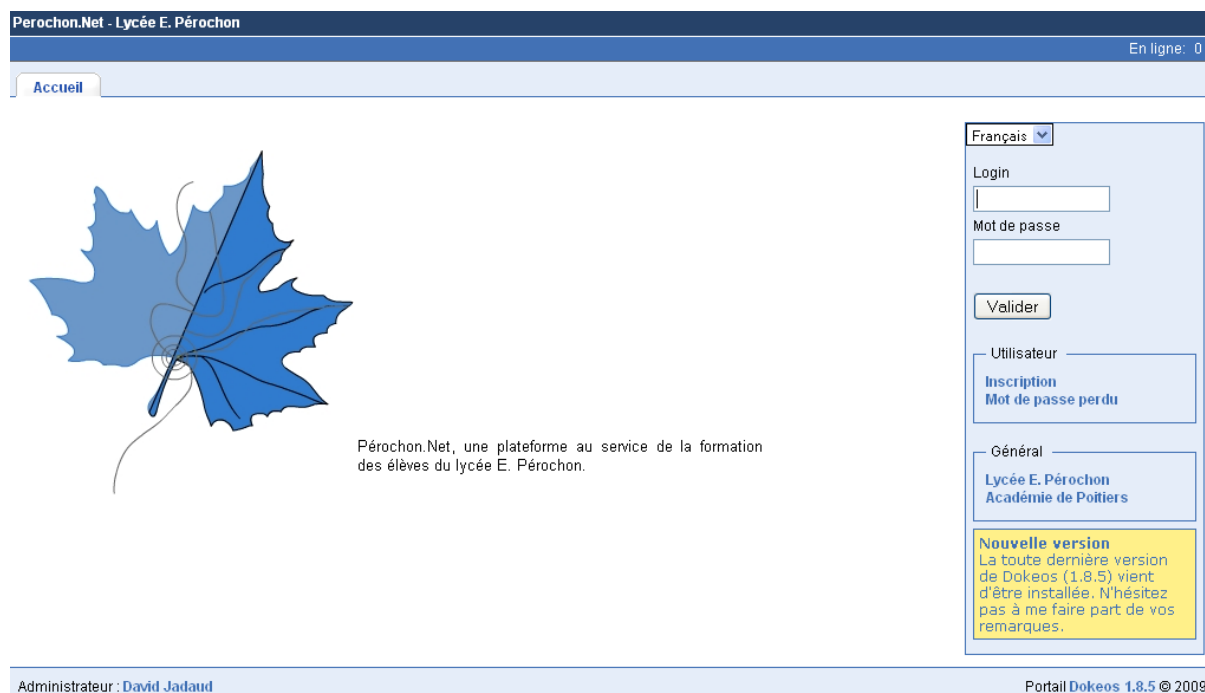 Perochon.Net - Lycée E. Pérochon
En ligne: 0
Accueil
Français
Login
Mot de passe
Valider
Utilisateur
Inscription
Mot de passe perdu
Pérochon.Net, une plateforme au service de la formation
des élèves du lycée E. Pérochon.
Général
Lycée E. Pérochon
Académie de Poitiers
Nouvelle version
La toute dernière version
de Dokeos (1.8.5) vient
d'être installée. N'hésitez
pas à me faire part de vos
remarques.
Administrateur : David Jadaud
Portail Dokeos 1.8.5 © 2009